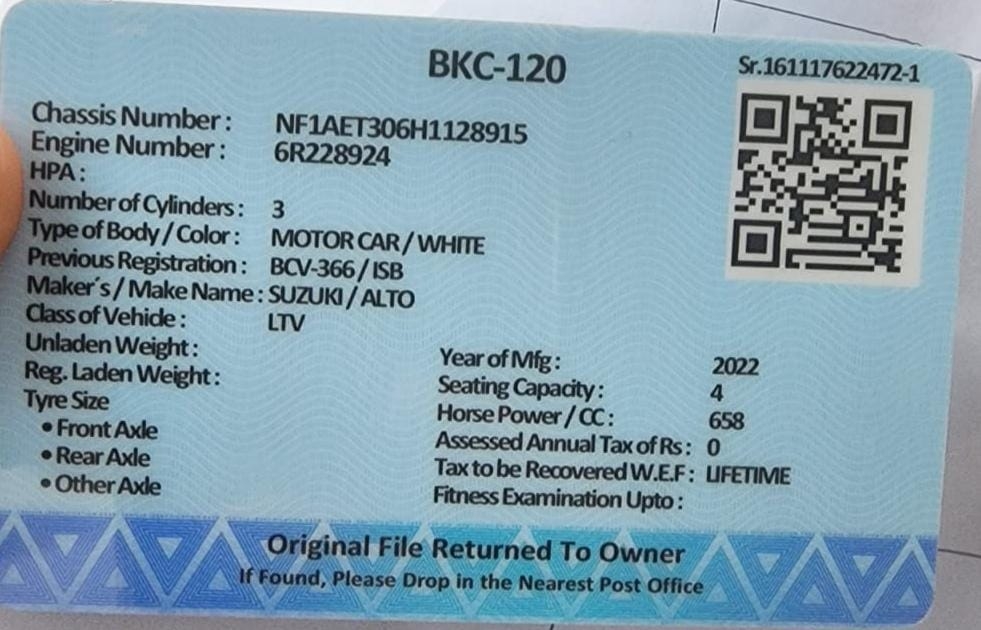 BKC-120
Sr.161117622472-1
Chassis Number : NF1AET306H1128915
Engine Number : 6R228924
HPA :
Number of Cylinders : 3
Type of Body / Color : MOTOR CAR / WHITE
Previous Registration : BCV-366 / ISB
Maker's / Make Name : SUZUKI / ALTO
Class of Vehicle : LTV
Unladen Weight :
Reg. Laden Weight :
Tyre Size
• Front Axle
• Rear Axle
• Other Axle
Year of Mfg : 2022
Seating Capacity : 4
Horse Power / CC : 658
Assessed Annual Tax of Rs : 0
Tax to be Recovered W.E.F : LIFETIME
Fitness Examination Upto :
Original File Returned To Owner
If Found, Please Drop in the Nearest Post Office